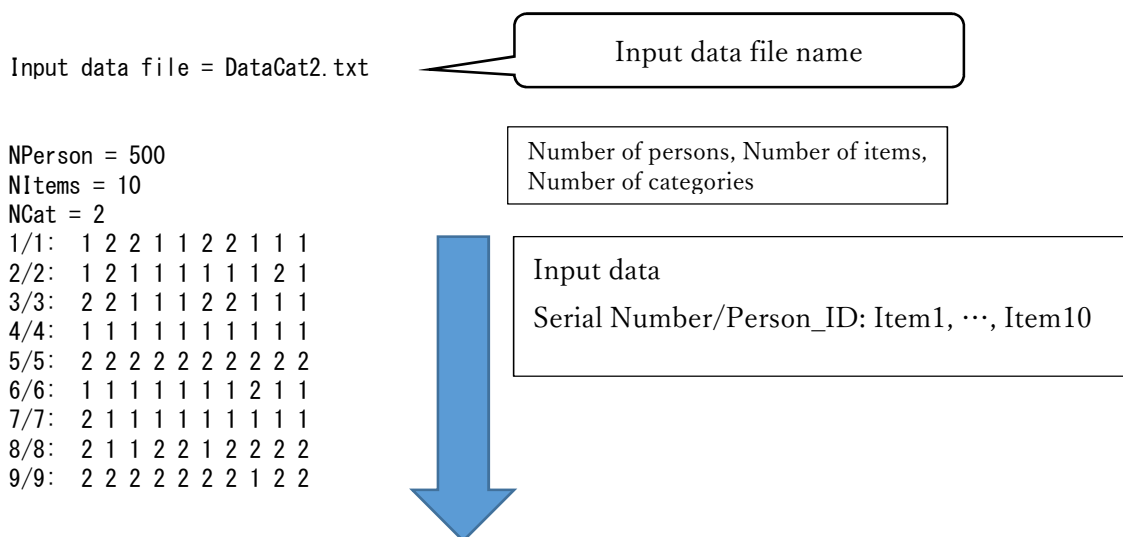 Input data file name
Input data file = DataCat2.txt
NPerson = 500
NItems = 10
NCat = 2
Number of persons, Number of items,
Number of categories
1/1: 1 2 2 1 1 2 2 1 1 1
2/2: 1 2 1 1 1 1 1 1 2 1
3/3: 2 2 1 1 1 2 2 1 1 1
4/4: 1 1 1 1 1 1 1 1 1 1
5/5: 2 2 2 2 2 2 2 2 2 2
6/6: 1 1 1 1 1 1 1 2 1 1
7/7: 2 1 1 1 1 1 1 1 1 1
8/8: 2 1 1 2 2 1 2 2 2 2
9/9: 2 2 2 2 2 2 2 1 2 2
Input data
Serial Number/Person_ID: Item1, ⋯, Item10